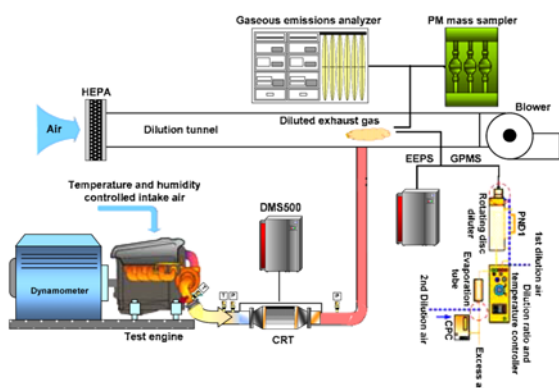 Gaseous emissions analyzer
PM mass sampler
HEPA
Blower
Air
Dilution tunnel
Diluted exhaust gas
EEPS
GPMS
Temperature and humidity
controlled intake air
DMS500
Rotating disc
diluter
PND1
1st dilution air
Evaporation
tube
Dilution ratio and
temperature controller
2nd Dilution air
CPC
Excess a
Dynamometer
T
P
P
Test engine
CRT